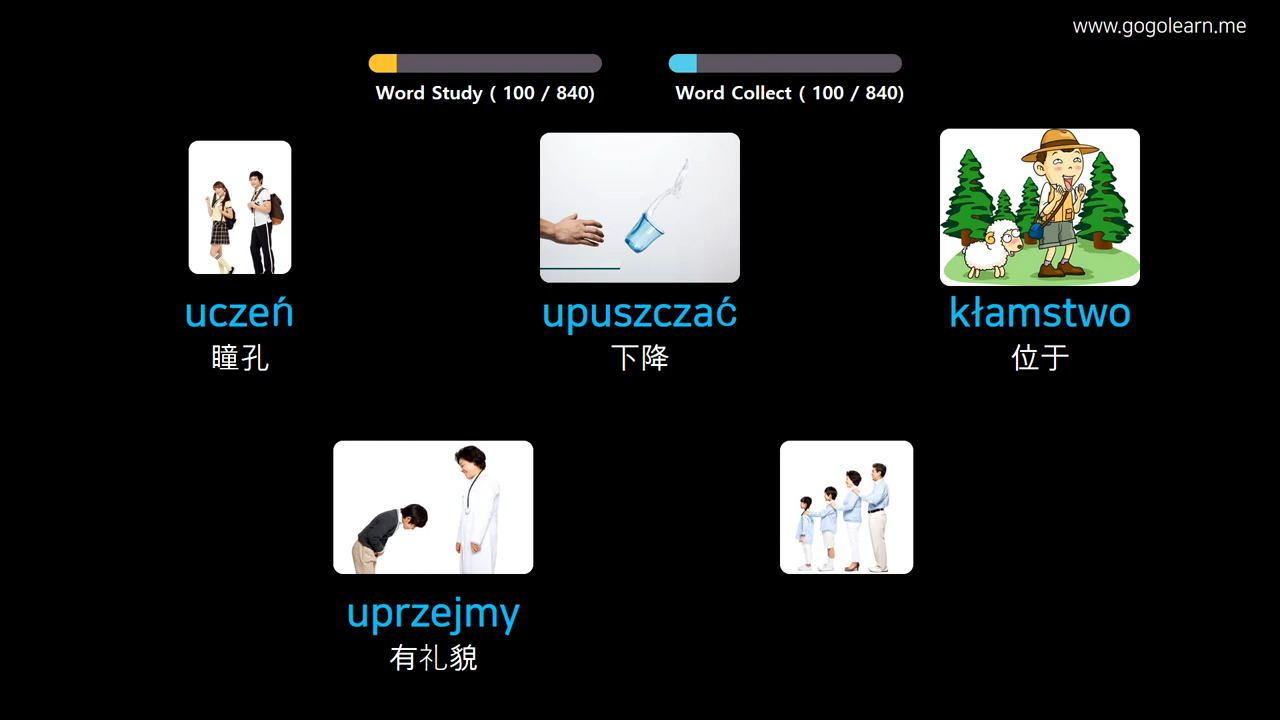 www.gogolearn.me
Word Study ( 100 / 840)
Word Collect ( 100 / 840)
uczeń
瞳孔
upuszczać
下降
kłamstwo
位于
uprzejmy
有礼貌